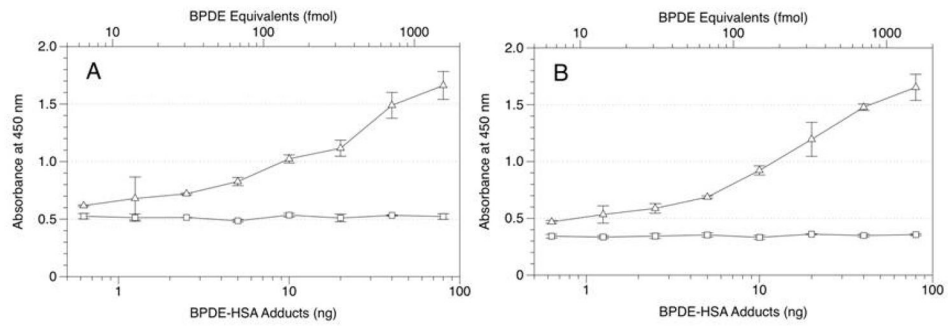 BPDE Equivalents (fmol)
10 100 1000
2.0
1.5
1.0
0.5
0
Absorbance at 450 nm
A
1 10 100
BPDE-HSA Adducts (ng)
BPDE Equivalents (fmol)
10 100 1000
2.0
1.5
1.0
0.5
0
Absorbance at 450 nm
B
1 10 100
BPDE-HSA Adducts (ng)